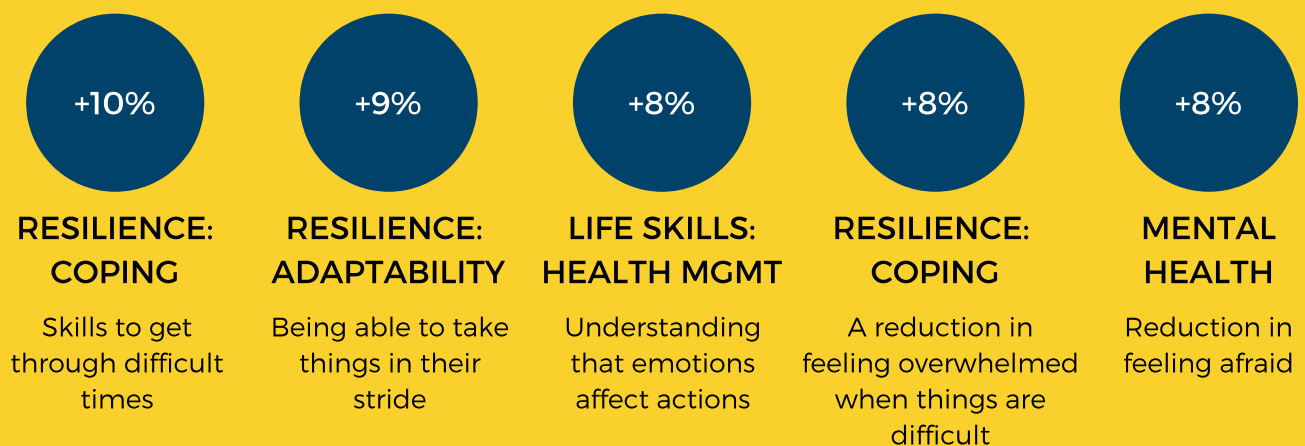 +10%
RESILIENCE:
COPING
Skills to get
through difficult
times
+9%
RESILIENCE:
ADAPTABILITY
Being able to take
things in their
stride
+8%
LIFE SKILLS:
HEALTH MGMT
Understanding
that emotions
affect actions
+8%
RESILIENCE:
COPING
A reduction in
feeling overwhelmed
when things are
difficult
+8%
MENTAL
HEALTH
Reduction in
feeling afraid